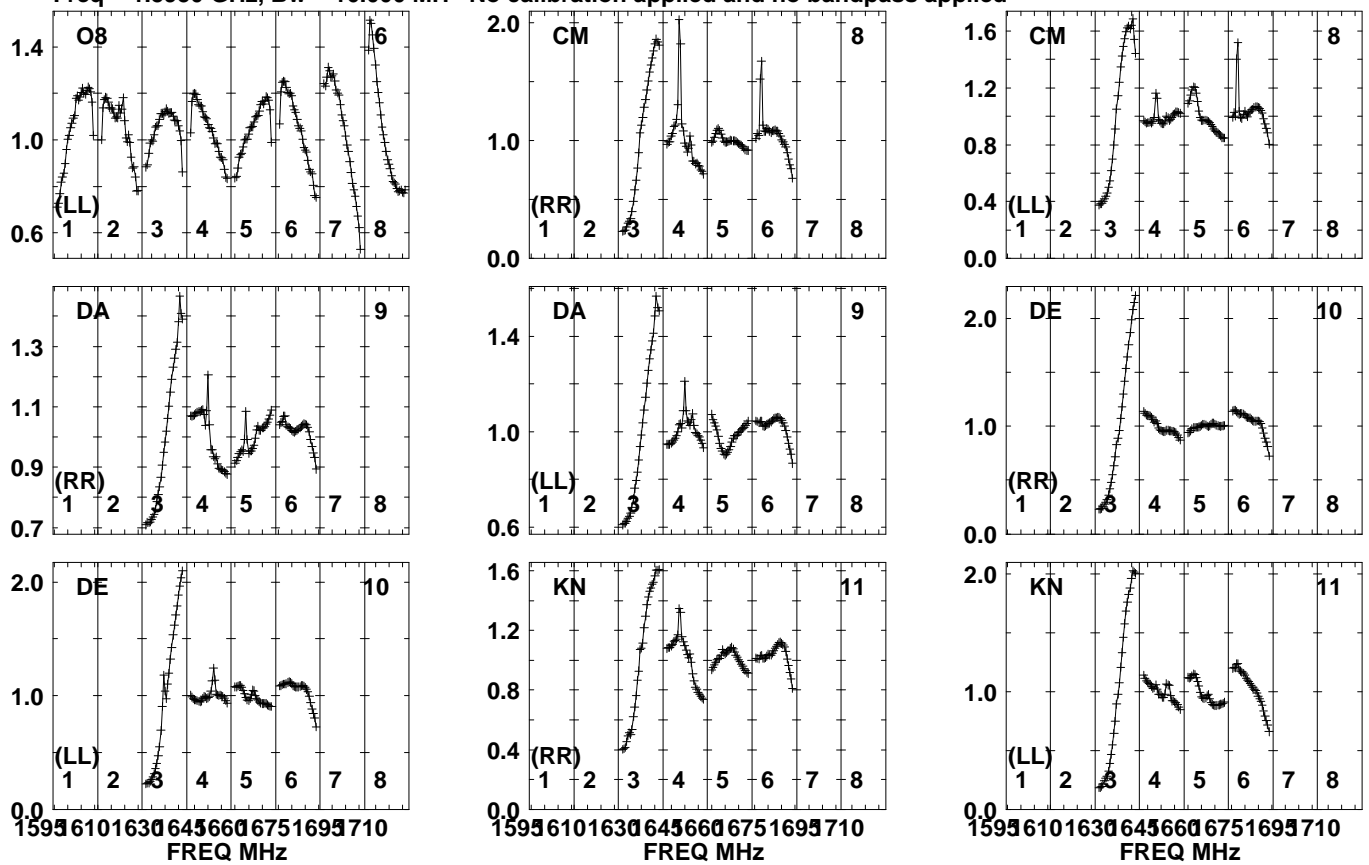 No calibration applied and no bandpass applied
O8 6 CM 8 CM 8
1.4 2.0 1.6
1.2 1.2
1.0 1.0 0.8
0.6 0.4
(LL) (RR) (LL)
1 2 3 4 5 6 7 8 1 2 3 4 5 6 7 8 1 2 3 4 5 6 7 8
0.0 0.0
DA 9 DA 9 DE 10
1.3 1.4 2.0
1.1 1.0 1.0
0.9
(RR) (LL) (RR)
1 2 3 4 5 6 7 8 1 2 3 4 5 6 7 8 1 2 3 4 5 6 7 8
0.7 0.6 0.0
DE 10 KN 11 KN 11
2.0 1.6 2.0
1.2
1.0 0.8 1.0
0.4
(LL) (RR) (LL)
1 2 3 4 5 6 7 8 1 2 3 4 5 6 7 8 1 2 3 4 5 6 7 8
0.0 0.0 0.0
1595 1610 1630 1645 1660 1675 1695 1710 1595 1610 1630 1645 1660 1675 1695 1710 1595 1610 1630 1645 1660 1675 1695 1710
FREQ MHz FREQ MHz FREQ MHz